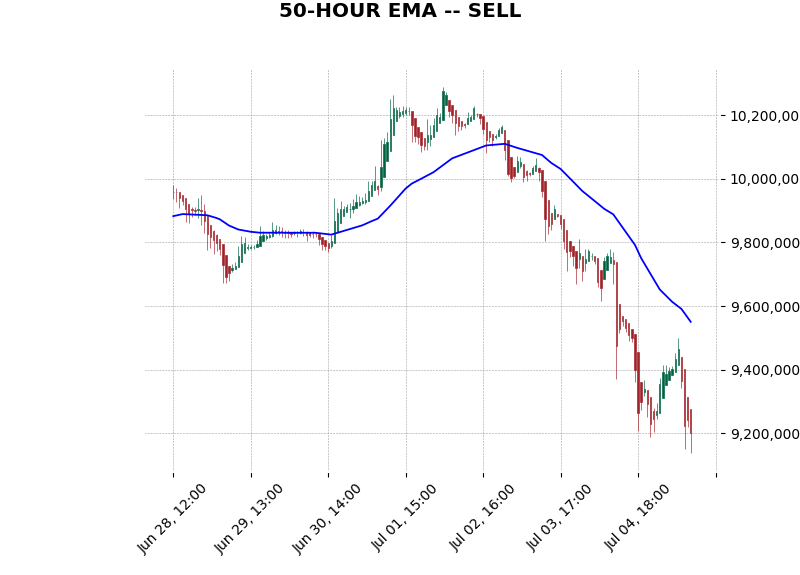 50-HOUR EMA -- SELL
10,200,00
10,000,00
9,800,000
9,600,000
9,400,000
9,200,000
Jun 28, 12:00
Jun 29, 13:00
Jun 30, 14:00
Jul 01, 15:00
Jul 02, 16:00
Jul 03, 17:00
Jul 04, 18:00